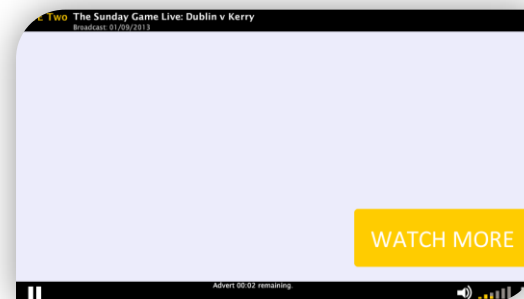 Two The Sunday Game Live: Dublin v Kerry
Broadcast: 01/09/2013
WATCH MORE
Advert 00:02 remaining.